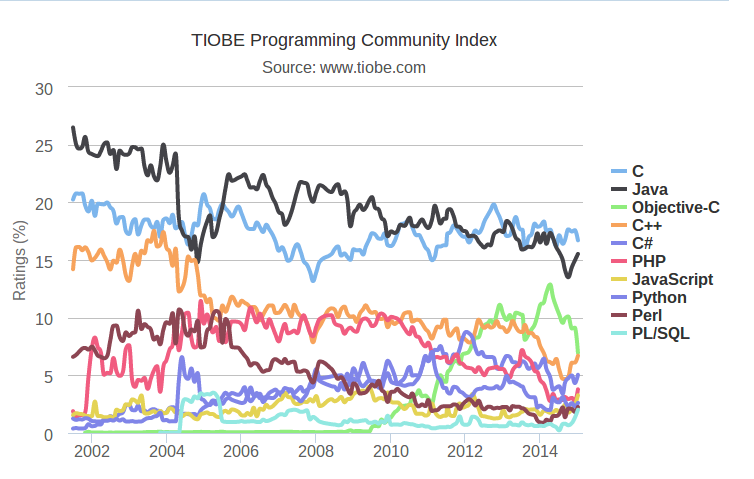 TIOBE Programming Community Index
Source: www.tiobe.com
Ratings (%)
30
25
20
15
10
5
0
2002 2004 2006 2008 2010 2012 2014
C
Java
Objective-C
C++
C#
PHP
JavaScript
Python
Perl
PL/SQL